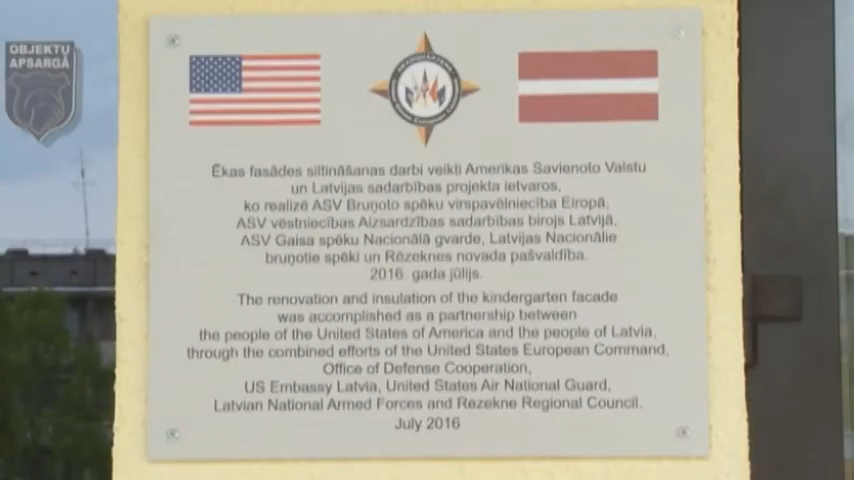 OBJEKTU
APSARGĀ
Ēkas fasādes siltināšanas darbi veikti Amerikas Savienoto Valstu
un Latvijas sadarbības projekta ietvaros,
ko realizē ASV Bruņoto spēku virspavēlniecība Eiropā,
ASV vēstniecības Aizsardzības sadarbības birojs Latvijā,
ASV Gaisa spēku Nacionālā gvarde, Latvijas Nacionālie
bruņotie spēki un Rēzeknes novada pašvaldība.
2016 gada jūlijs.
The renovation and insulation of the kindergarten facade
was accomplished as a partnership between
the people of the United States of America and the people of Latvia,
through the combined efforts of the United States European Command,
Office of Defense Cooperation,
US Embassy Latvia, United States Air National Guard,
Latvian National Armed Forces and Rezekne Regional Council.
July 2016